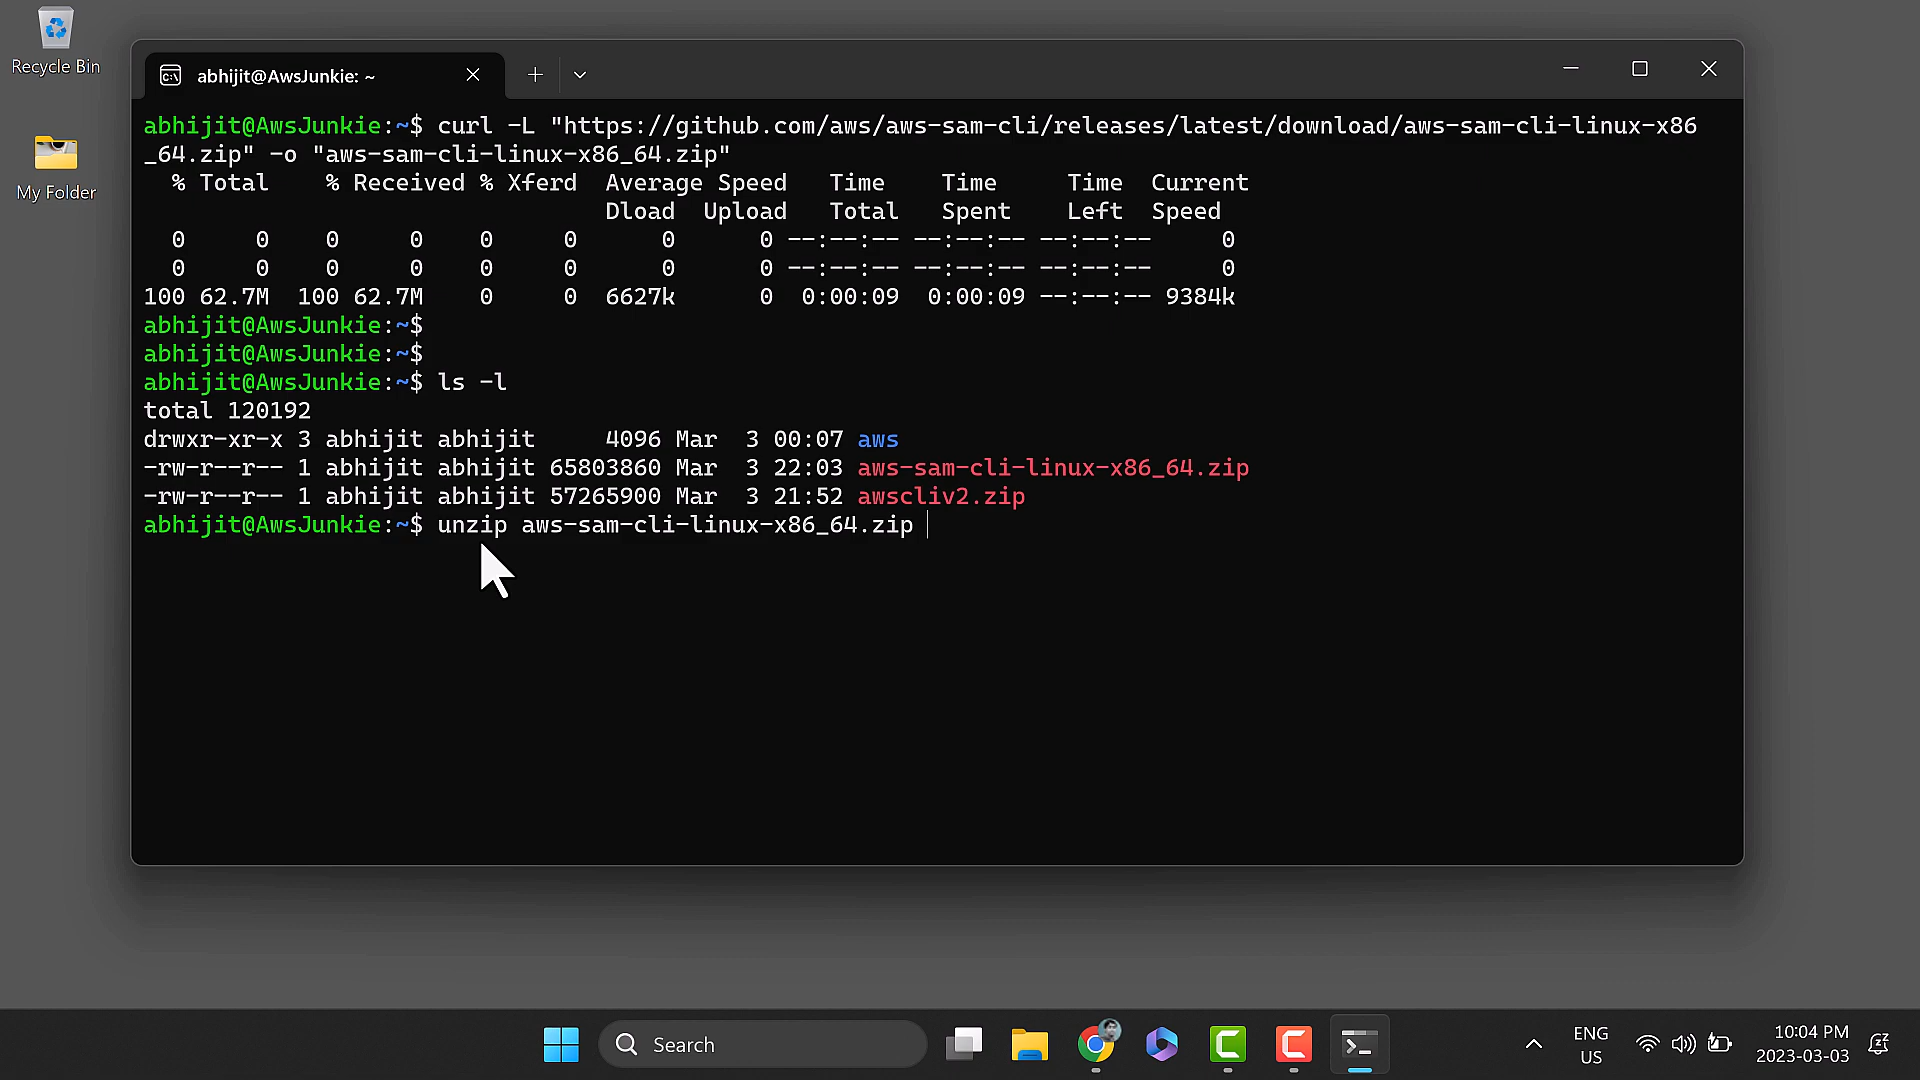 Recycle Bin
My Folder
abhijit@AwsJunkie: ~
abhijit@AwsJunkie:~$ curl -L "https://github.com/aws/aws-sam-cli/releases/latest/download/aws-sam-cli-linux-x86
_64.zip" -o "aws-sam-cli-linux-x86_64.zip"
  % Total    % Received % Xferd  Average Speed   Time    Time     Time  Current
                                 Dload  Upload   Total   Spent    Left  Speed
  0     0    0     0    0     0      0      0 --:--:-- --:--:-- --:--:--     0
  0     0    0     0    0     0      0      0 --:--:-- --:--:-- --:--:--     0
100 62.7M  100 62.7M    0     0  6627k      0  0:00:09  0:00:09 --:--:-- 9384k
abhijit@AwsJunkie:~$
abhijit@AwsJunkie:~$
abhijit@AwsJunkie:~$ ls -l
total 120192
drwxr-xr-x 3 abhijit abhijit     4096 Mar  3 00:07 aws
-rw-r--r-- 1 abhijit abhijit 65803860 Mar  3 22:03 aws-sam-cli-linux-x86_64.zip
-rw-r--r-- 1 abhijit abhijit 57265900 Mar  3 21:52 awscliv2.zip
abhijit@AwsJunkie:~$ unzip aws-sam-cli-linux-x86_64.zip
Search
ENG
US
10:04 PM
2023-03-03